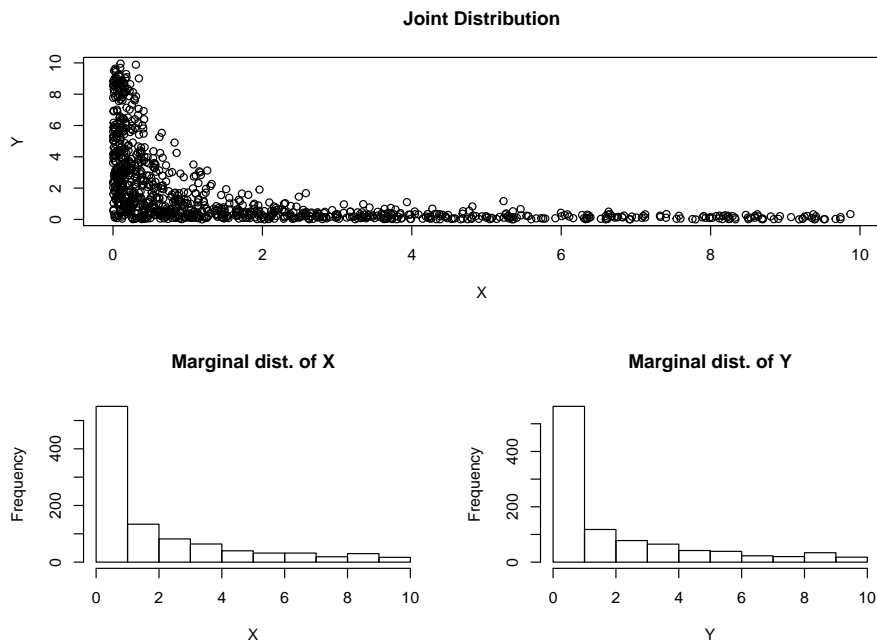 Joint Distribution
Y
10
8
6
4
2
0
0 2 4 6 8 10
X
Marginal dist. of X
Frequency
400
200
0
0 2 4 6 8 10
X
Marginal dist. of Y
Frequency
400
200
0
0 2 4 6 8 10
Y